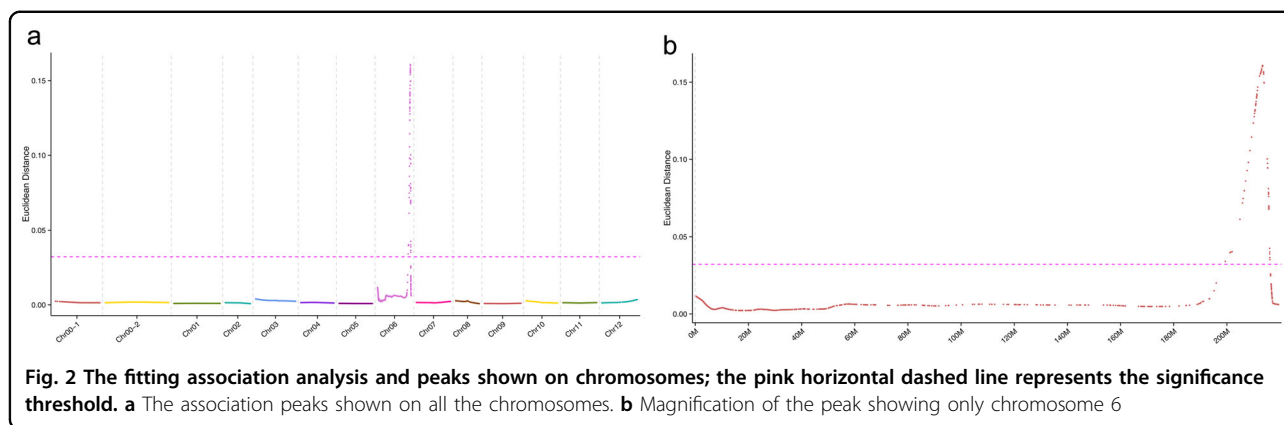 a
Euclidean Distance
0.15
0.10
0.05
0.00
Chr00-1
Chr00-2
Chr01
Chr02
Chr03
Chr04
Chr05
Chr06
Chr07
Chr08
Chr09
Chr10
Chr11
Chr12
b
Euclidean Distance
0.15
0.10
0.05
0.00
0M
20M
40M
60M
80M
100M
120M
140M
160M
180M
200M
Fig. 2 The fitting association analysis and peaks shown on chromosomes; the pink horizontal dashed line represents the significance
threshold. a The association peaks shown on all the chromosomes. b Magnification of the peak showing only chromosome 6